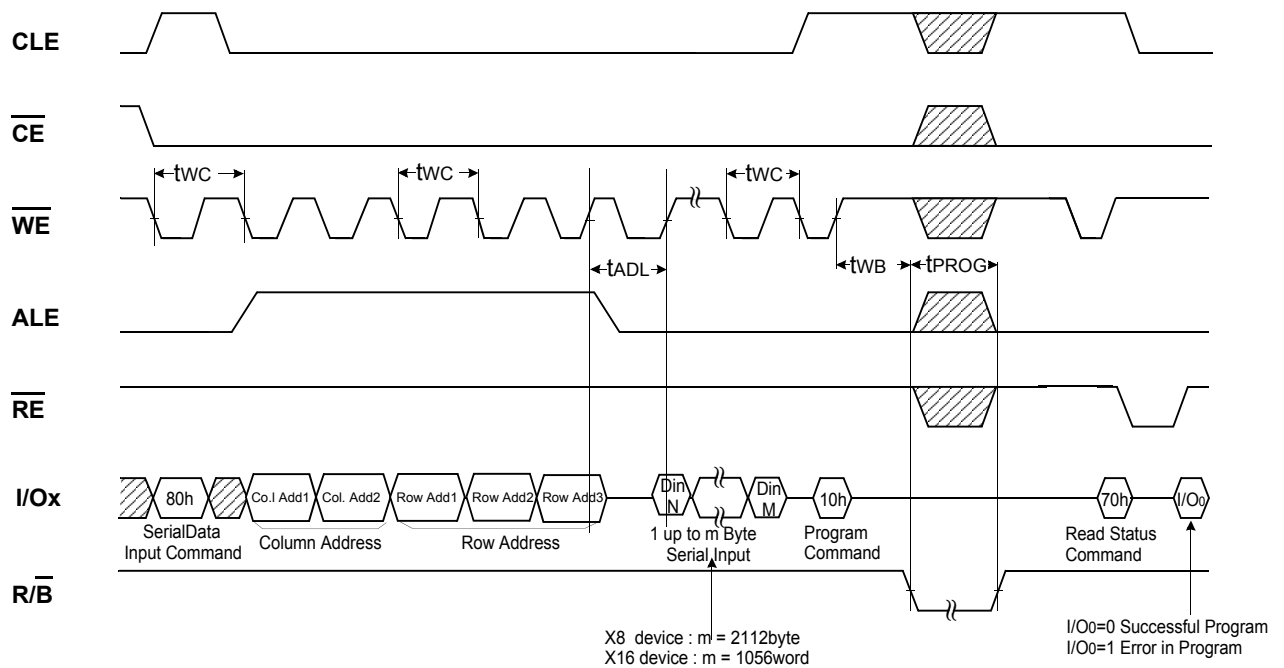 CLE
CE
tWC tWC tWC
WE
tADL tWB tPROG
ALE
RE
I/Ox 80h Co.l Add1 Col. Add2 Row Add1 Row Add2 Row Add3 Din N Din M 10h 70h I/O0
SerialData Input Command
Column Address
Row Address
1 up to m Byte Serial Input
Program Command
Read Status Command
R/B
X8 device : m = 2112byte
X16 device : m = 1056word
I/O0=0 Successful Program
I/O0=1 Error in Program